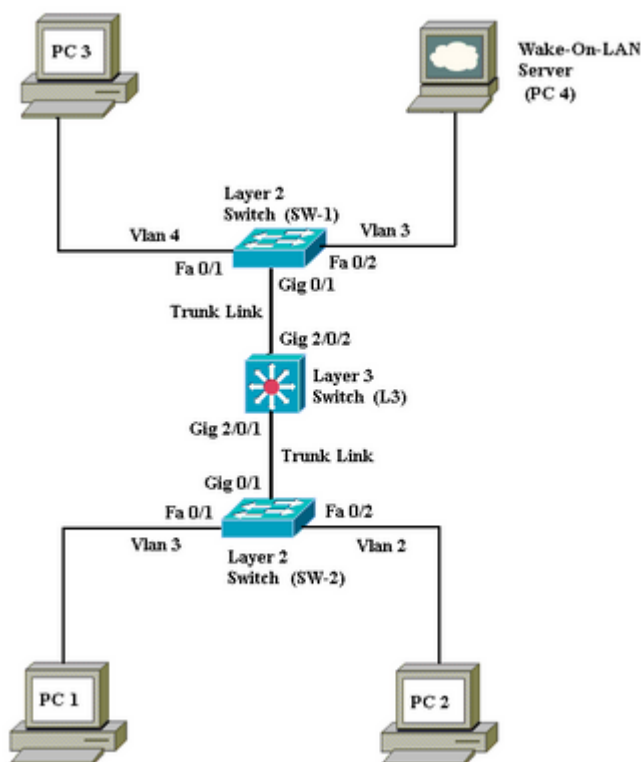 PC 3
Wake-On-LAN
Server
(PC 4)
Layer 2
Switch (SW-1)
Vlan 4
Vlan 3
Fa 0/1
Fa 0/2
Gig 0/1
Trunk Link
Gig 2/0/2
Layer 3
Switch (L3)
Gig 2/0/1
Trunk Link
Gig 0/1
Fa 0/1
Fa 0/2
Vlan 3
Vlan 2
Layer 2
Switch (SW-2)
PC 1
PC 2